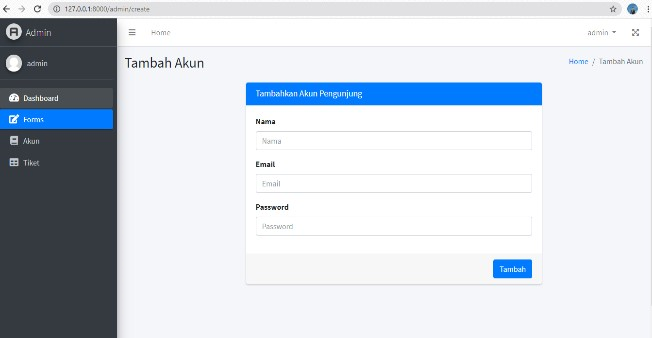 127.0.0.1:8000/admin/create
Admin
Home
admin
admin
Tambah Akun
Home / Tambah Akun
Dashboard
Forms
Akun
Tiket
Tambahkan Akun Pengunjung
Nama
Nama
Email
Email
Password
Password
Tambah